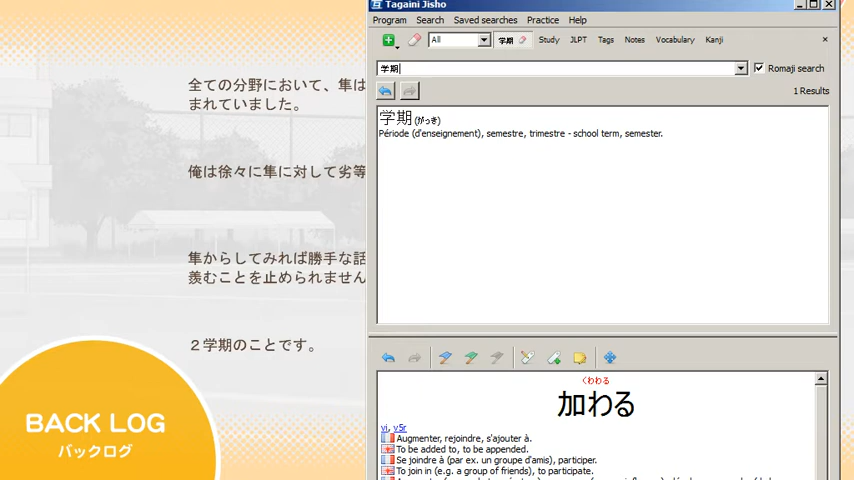 全ての分野において、隼は
まれていました。
俺は徐々に隼に対して劣等
隼からしてみれば勝手な話
羨むことを止められません
２学期のことです。
BACK LOG
バックログ
Tagaini Jisho
Program Search Saved searches Practice Help
All 学期 Study JLPT Tags Notes Vocabulary Kanji
学期 Romaji search
1 Results
学期 (がっき)
Période (d'enseignement), semestre, trimestre - school term, semester.
くわわる
加わる
vi, v5r
Augmenter, rejoindre, s'ajouter à.
To be added to, to be appended.
Se joindre à (par ex. un groupe d'amis), participer.
To join in (e.g. a group of friends), to participate.